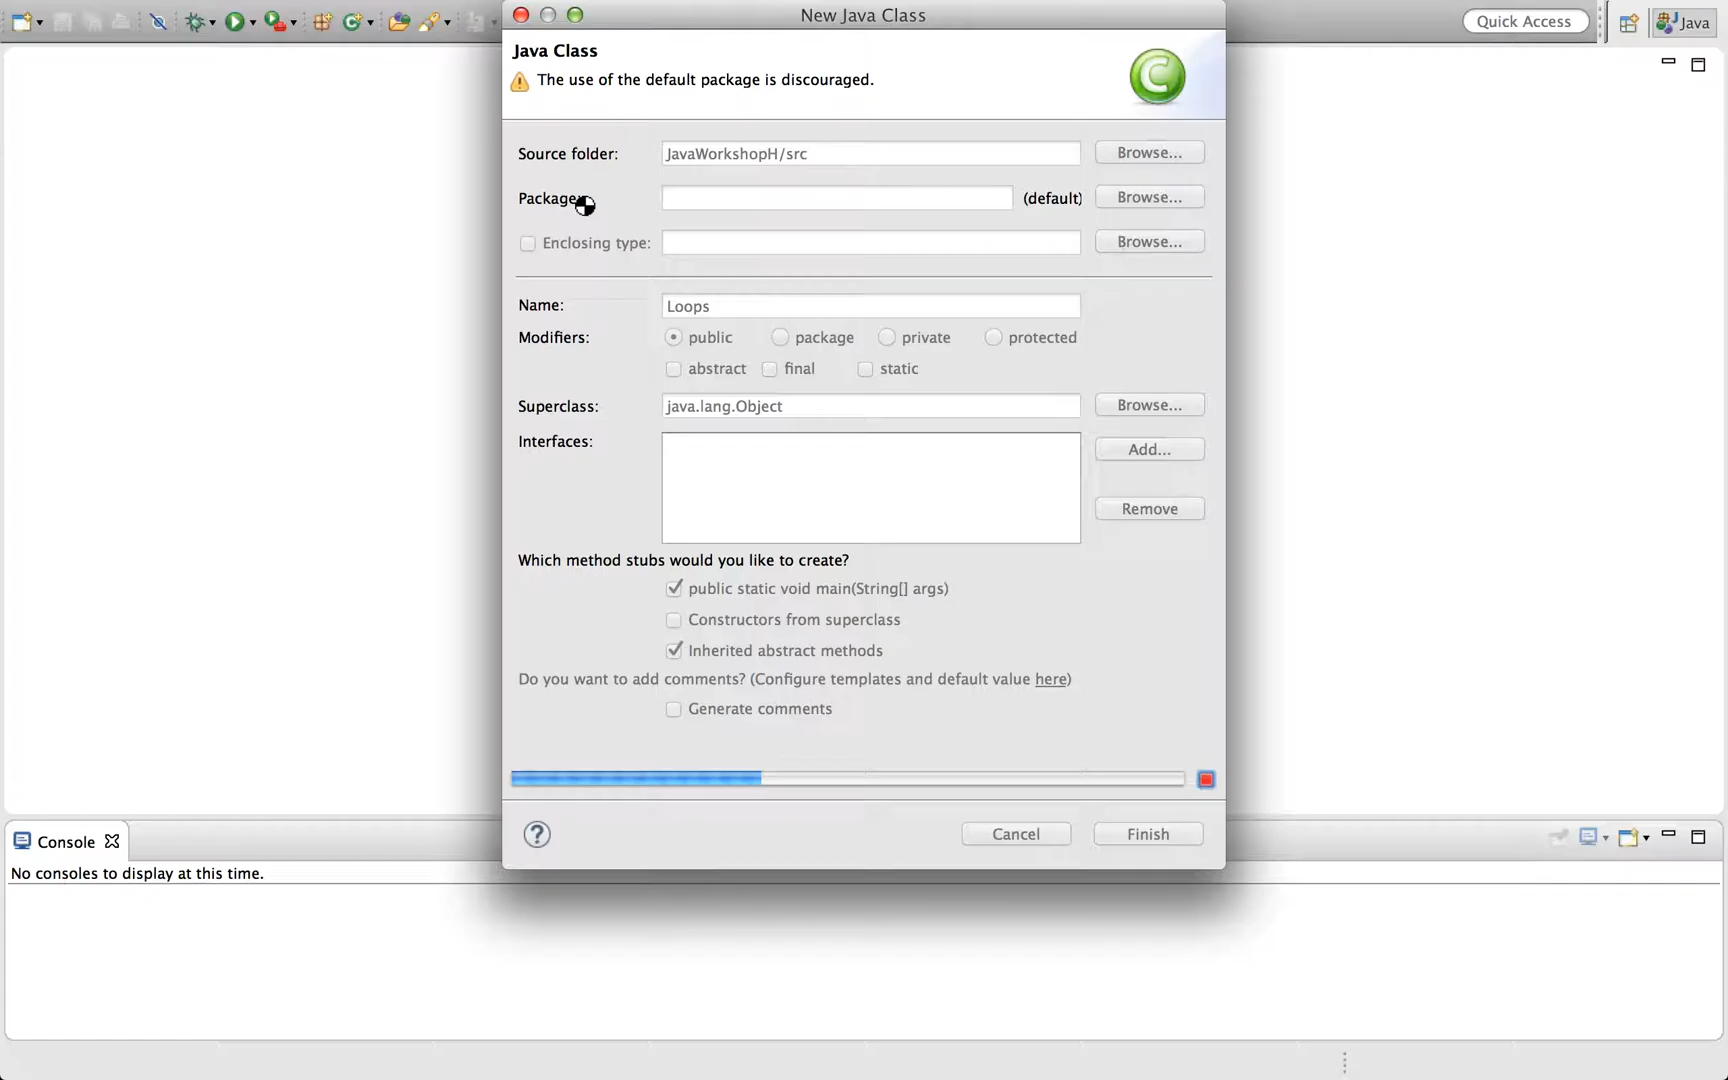 New Java Class
Quick Access
Java
Java Class
The use of the default package is discouraged.
Source folder: JavaWorkshopH/src Browse...
Package: (default) Browse...
Enclosing type: Browse...
Name: Loops
Modifiers: public package private protected
abstract final static
Superclass: java.lang.Object Browse...
Interfaces: Add...
Remove
Which method stubs would you like to create?
public static void main(String[] args)
Constructors from superclass
Inherited abstract methods
Do you want to add comments? (Configure templates and default value here)
Generate comments
Cancel Finish
Console
No consoles to display at this time.